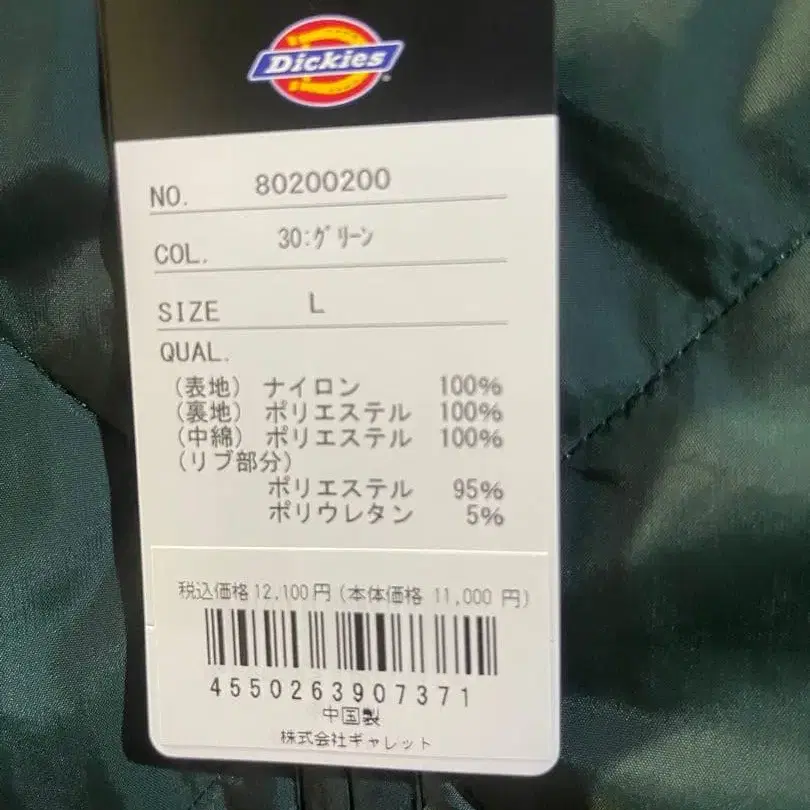 Dickies
NO. 80200200
COL. 30:ｸﾞﾘｰﾝ
SIZE L
QUAL.
(表地) ナイロン 100%
(裏地) ポリエステル 100%
(中綿) ポリエステル 100%
(リブ部分)
ポリエステル 95%
ポリウレタン 5%
税込価格 12,100 円 (本体価格 11,000 円)
4550263907371
中国製
株式会社ギャレット